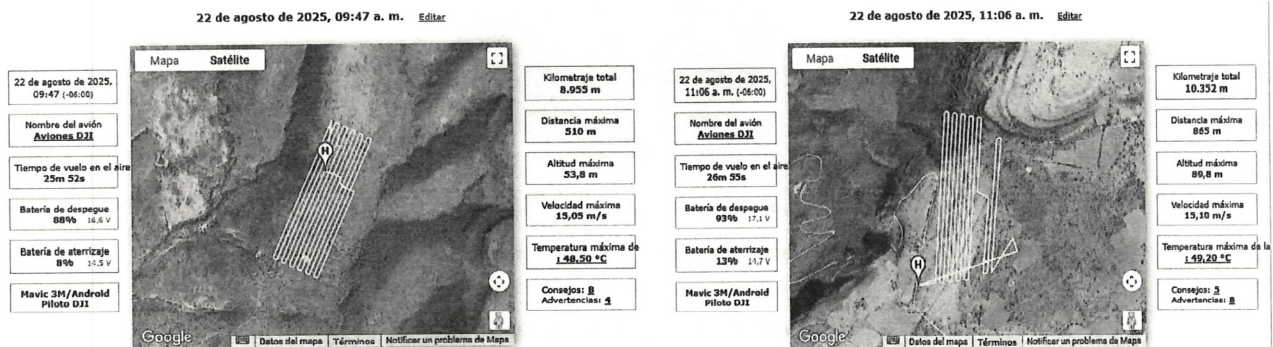 22 de agosto de 2025, 09:47 a. m. Editar
Mapa Satélite
22 de agosto de 2025,
09:47 (-06:00)
Nombre del avión
Aviones DJI
Tiempo de vuelo en el aire
25m 52s
Batería de despegue
88% 16,6 V
Batería de aterrizaje
8% 14,5 V
Mavic 3M/Android
Piloto DJI
H
Kilometraje total
8.955 m
Distancia máxima
510 m
Altitud máxima
53,8 m
Velocidad máxima
15,05 m/s
Temperatura máxima de
: 48,50 °C
Consejos: 8
Advertencias: 4
Google
Datos del mapa Términos Notificar un problema de Maps
22 de agosto de 2025, 11:06 a. m. Editar
Mapa Satélite
22 de agosto de 2025,
11:06 a. m. (-06:00)
Nombre del avión
Aviones DJI
Tiempo de vuelo en el aire
26m 55s
Batería de despegue
93% 17,1 V
Batería de aterrizaje
13% 14,7 V
Mavic 3M/Android
Piloto DJI
H
Kilometraje total
10.352 m
Distancia máxima
865 m
Altitud máxima
89,8 m
Velocidad máxima
15,10 m/s
Temperatura máxima de la
: 49,20 °C
Consejos: 5
Advertencias: 8
Google
Datos del mapa Términos Notificar un problema de Maps